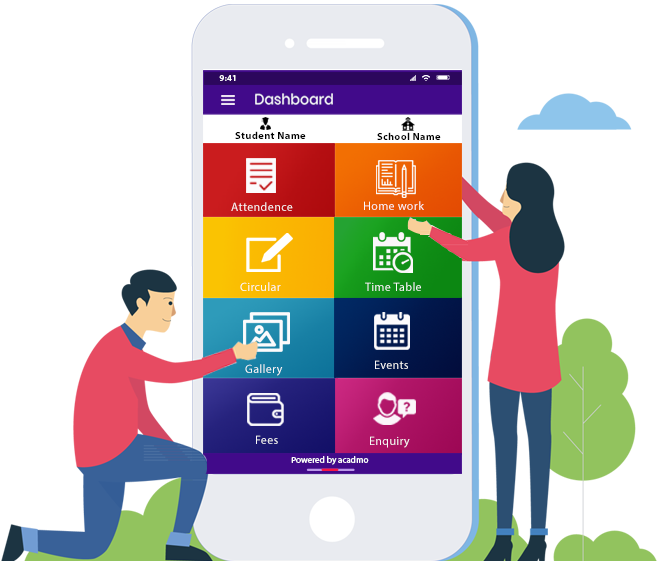 9:41
Dashboard
Student Name
School Name
Attendence
Home work
Circular
Time Table
Gallery
Events
Fees
?
Enquiry
Powered by acadmo